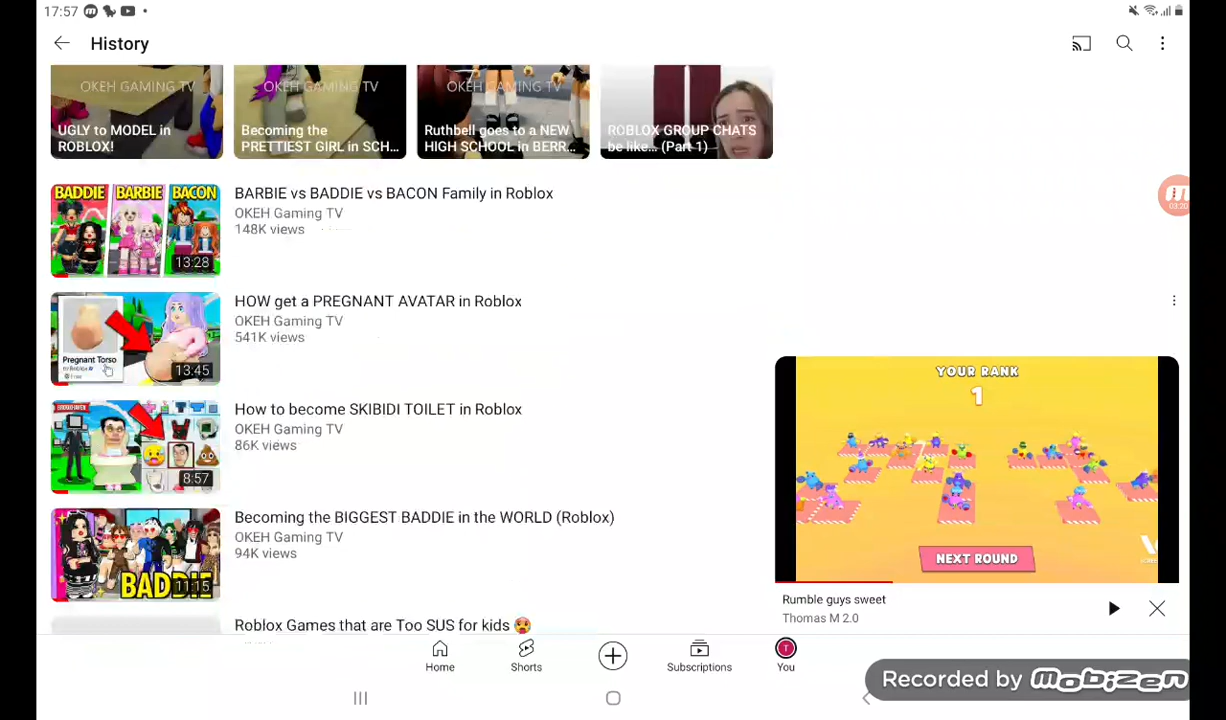 17:57
History
OKEH GAMING TV
OKEH GAMING TV
OKEH GAMING TV
UGLY to MODEL in
ROBLOX!
Becoming the
PRETTIEST GIRL in SCH...
Ruthbell goes to a NEW
HIGH SCHOOL in BERR...
ROBLOX GROUP CHATS
be like... (Part 1)
BADDIE BARBIE BACON
13:28
BARBIE vs BADDIE vs BACON Family in Roblox
OKEH Gaming TV
148K views
03:20
Pregnant Torso
13:45
HOW get a PREGNANT AVATAR in Roblox
OKEH Gaming TV
541K views
8:57
How to become SKIBIDI TOILET in Roblox
OKEH Gaming TV
86K views
BADDIE
11:15
Becoming the BIGGEST BADDIE in the WORLD (Roblox)
OKEH Gaming TV
94K views
Roblox Games that are Too SUS for kids 🥵
YOUR RANK
1
NEXT ROUND
Rumble guys sweet
Thomas M 2.0
Home
Shorts
Subscriptions
You
Recorded by mobizen